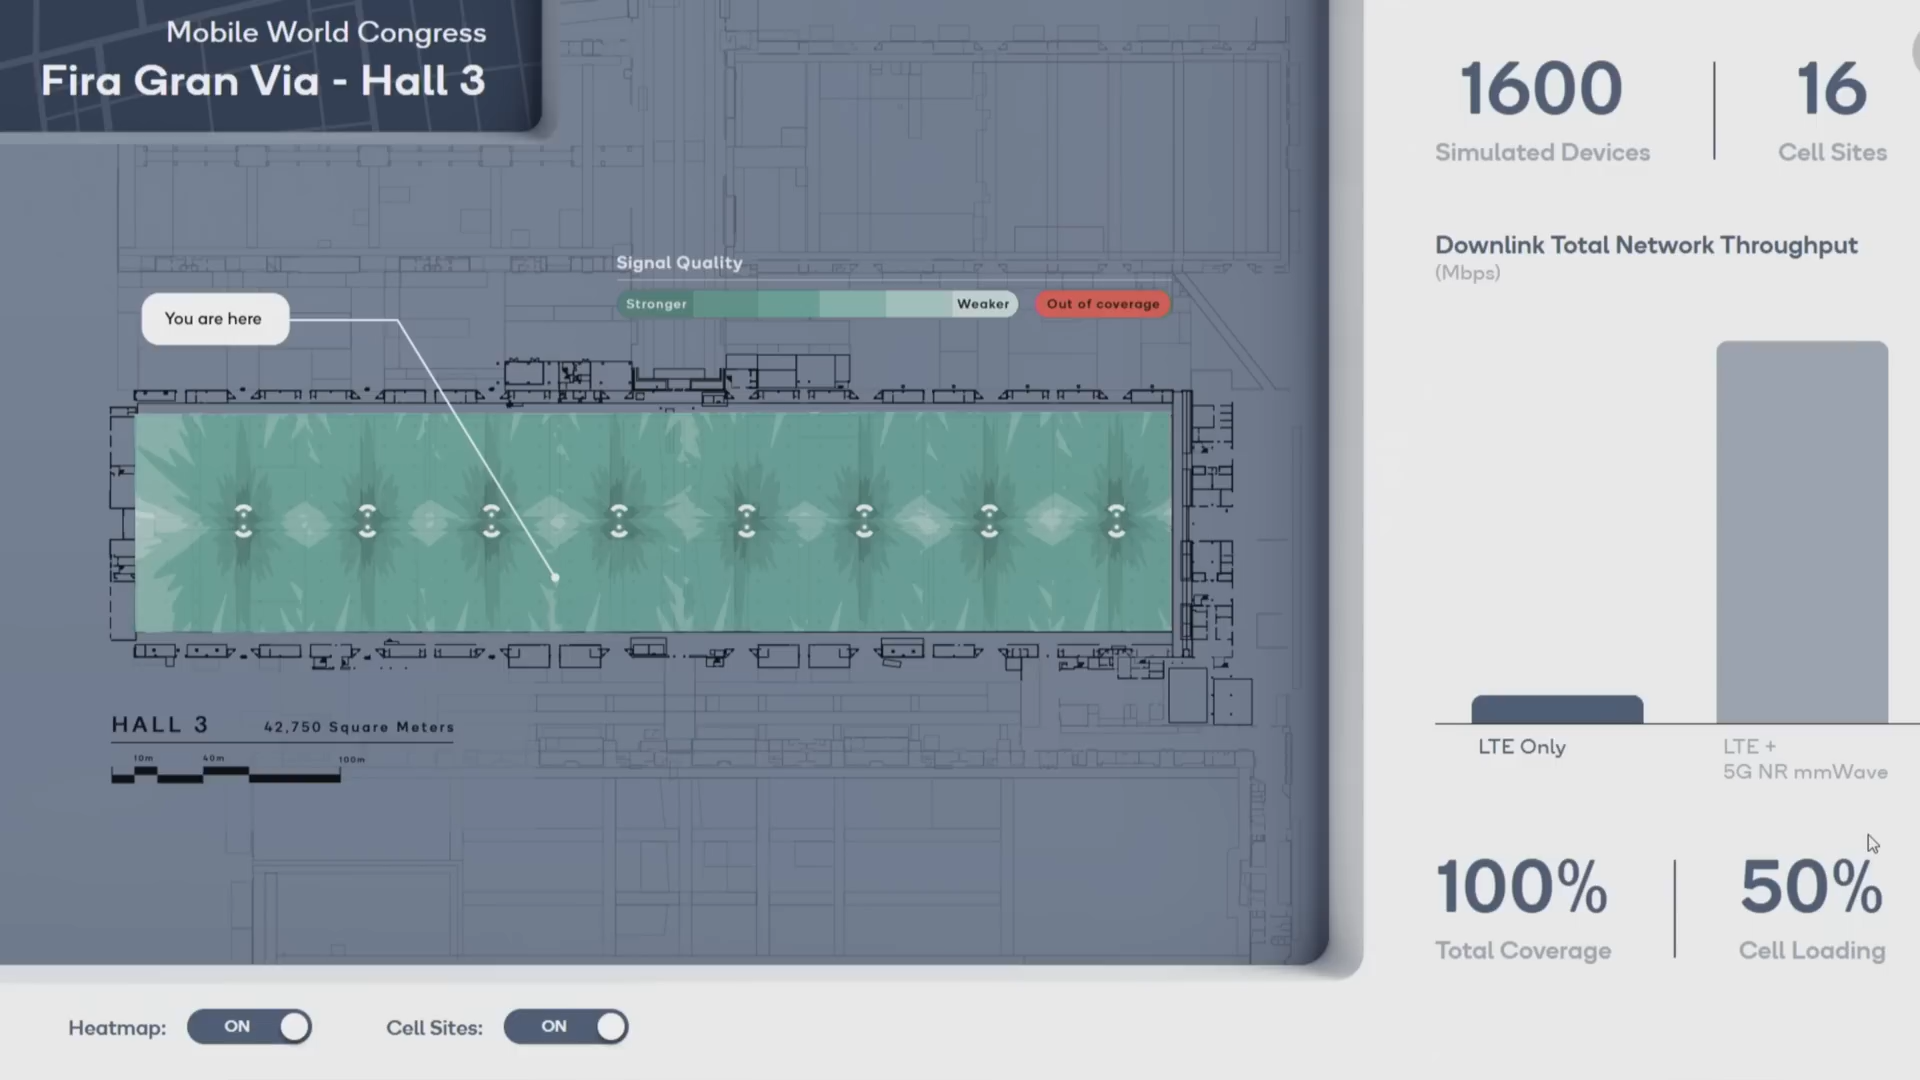 Mobile World Congress
Fira Gran Via - Hall 3
1600
Simulated Devices
16
Cell Sites
Downlink Total Network Throughput
(Mbps)
Signal Quality
Stronger
Weaker
Out of coverage
You are here
HALL 3
42,750 Square Meters
10m
40m
100m
LTE Only
LTE +
5G NR mmWave
100%
Total Coverage
50%
Cell Loading
Heatmap:
ON
Cell Sites:
ON